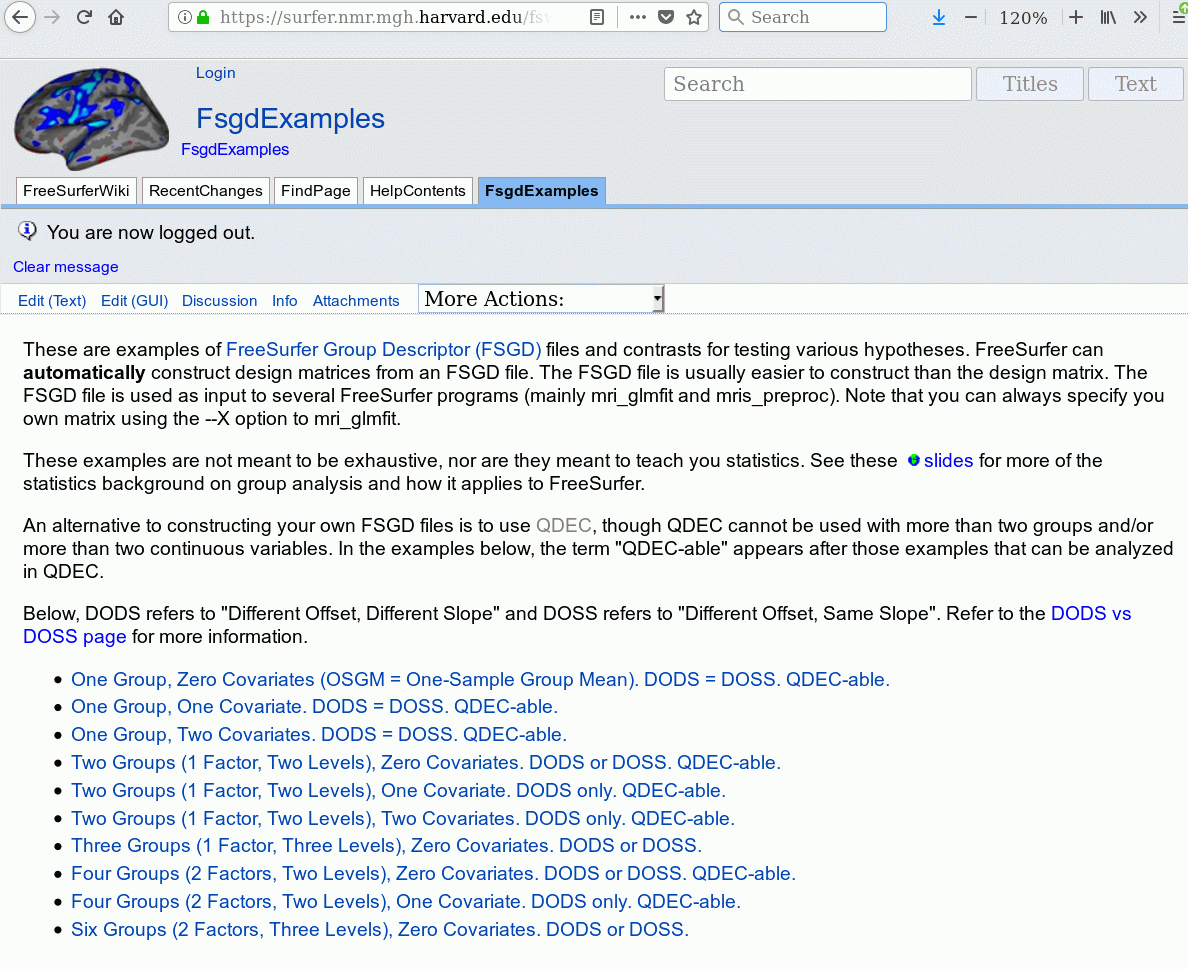 https://surfer.nmr.mgh.harvard.edu/fsv
Search
120%
Login
Search
Titles
Text
FsgdExamples
FsgdExamples
FreeSurferWiki
RecentChanges
FindPage
HelpContents
FsgdExamples
You are now logged out.
Clear message
Edit (Text)
Edit (GUI)
Discussion
Info
Attachments
More Actions:
These are examples of FreeSurfer Group Descriptor (FSGD) files and contrasts for testing various hypotheses. FreeSurfer can
automatically construct design matrices from an FSGD file. The FSGD file is usually easier to construct than the design matrix. The
FSGD file is used as input to several FreeSurfer programs (mainly mri_glmfit and mris_preproc). Note that you can always specify you
own matrix using the --X option to mri_glmfit.
These examples are not meant to be exhaustive, nor are they meant to teach you statistics. See these slides for more of the
statistics background on group analysis and how it applies to FreeSurfer.
An alternative to constructing your own FSGD files is to use QDEC, though QDEC cannot be used with more than two groups and/or
more than two continuous variables. In the examples below, the term "QDEC-able" appears after those examples that can be analyzed
in QDEC.
Below, DODS refers to "Different Offset, Different Slope" and DOSS refers to "Different Offset, Same Slope". Refer to the DODS vs
DOSS page for more information.
• One Group, Zero Covariates (OSGM = One-Sample Group Mean). DODS = DOSS. QDEC-able.
• One Group, One Covariate. DODS = DOSS. QDEC-able.
• One Group, Two Covariates. DODS = DOSS. QDEC-able.
• Two Groups (1 Factor, Two Levels), Zero Covariates. DODS or DOSS. QDEC-able.
• Two Groups (1 Factor, Two Levels), One Covariate. DODS only. QDEC-able.
• Two Groups (1 Factor, Two Levels), Two Covariates. DODS only. QDEC-able.
• Three Groups (1 Factor, Three Levels), Zero Covariates. DODS or DOSS.
• Four Groups (2 Factors, Two Levels), Zero Covariates. DODS or DOSS. QDEC-able.
• Four Groups (2 Factors, Two Levels), One Covariate. DODS only. QDEC-able.
• Six Groups (2 Factors, Three Levels), Zero Covariates. DODS or DOSS.